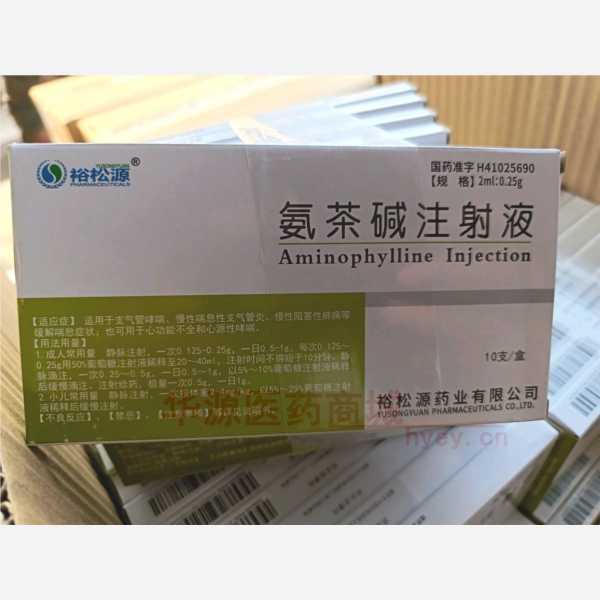 裕松源®
YUSONGYUAN
PHARMACEUTICALS
国药准字 H41025690
【规 格】2ml:0.25g
氨茶碱注射液
Aminophylline Injection
【适应症】 适用于支气管哮喘、慢性喘息性支气管炎、慢性阻塞性肺病等
缓解喘息症状;也可用于心功能不全和心源性哮喘。
【用法用量】
1. 成人常用量 静脉注射,一次0.125~0.25g,一日0.5~1g,每次0.125~
0.25g用50%葡萄糖注射液稀释至20~40ml,注射时间不得短于10分钟。静
脉滴注,一次0.25~0.5g,一日0.5~1g,以5%~10%葡萄糖注射液稀释
后缓慢滴注。注射给药,极量一次0.5g,一日1g。
2. 小儿常用量 静脉注射,一次按体重2~4mg/kg,以5%~25%葡萄糖注射
液稀释后缓慢注射。
【不良反应】、【禁忌】、【注意事项】等详见说明书。
10支/盒
裕松源药业有限公司
YUSONGYUAN PHARMACEUTICALS CO.,LTD.
华源医药商城
hyey.cn